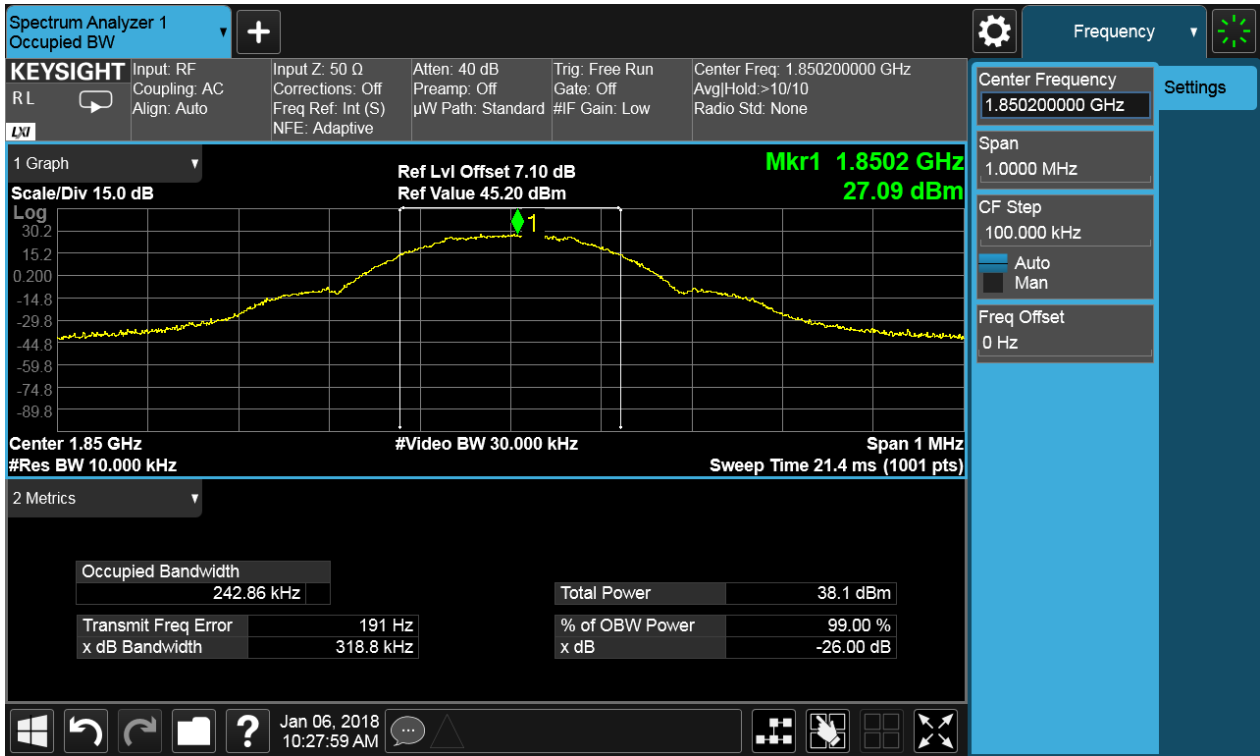 Spectrum Analyzer 1
Occupied BW
+
Frequency
KEYSIGHT
RL
LXI
Input: RF
Coupling: AC
Align: Auto
Input Z: 50 Ω
Corrections: Off
Freq Ref: Int (S)
NFE: Adaptive
Atten: 40 dB
Preamp: Off
µW Path: Standard
Trig: Free Run
Gate: Off
#IF Gain: Low
Center Freq: 1.850200000 GHz
Avg|Hold:>10/10
Radio Std: None
Center Frequency
1.850200000 GHz
Settings
Span
1.0000 MHz
CF Step
100.000 kHz
Auto
Man
Freq Offset
0 Hz
1 Graph
Scale/Div 15.0 dB
Ref Lvl Offset 7.10 dB
Ref Value 45.20 dBm
Mkr1 1.8502 GHz
27.09 dBm
Log
1
30.2
15.2
0.200
-14.8
-29.8
-44.8
-59.8
-74.8
-89.8
Center 1.85 GHz
#Video BW 30.000 kHz
Span 1 MHz
#Res BW 10.000 kHz
Sweep Time 21.4 ms (1001 pts)
2 Metrics
Occupied Bandwidth
242.86 kHz
Total Power 38.1 dBm
Transmit Freq Error 191 Hz
% of OBW Power 99.00 %
x dB Bandwidth 318.8 kHz
x dB -26.00 dB
?
Jan 06, 2018
10:27:59 AM